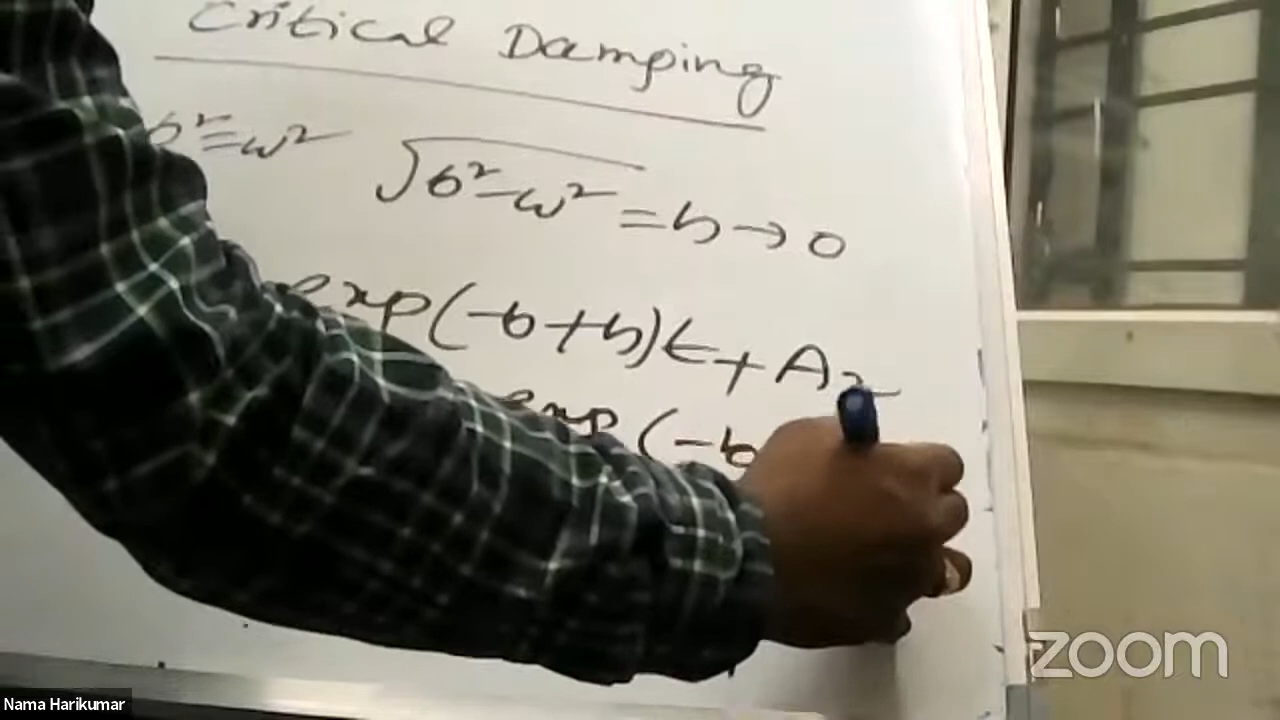 Critical Damping
b²=ω² √b²-ω² = h → 0
exp(-b+h)t + A₂
exp(-b
zoom
Nama Harikumar